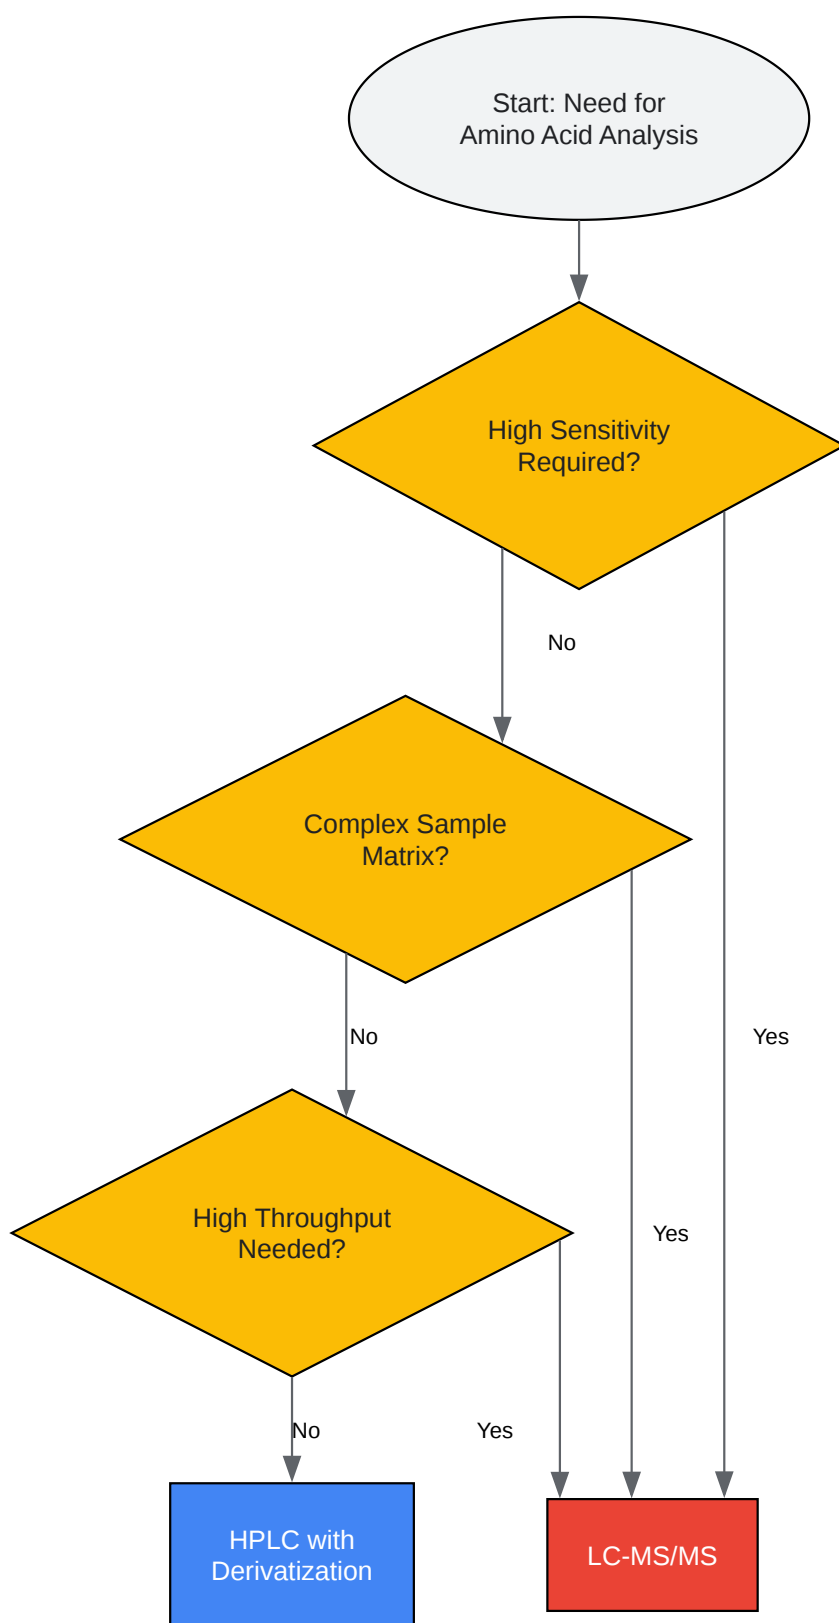 Start: Need for
Amino Acid Analysis
High Sensitivity
Required?
No
Complex Sample
Matrix?
No
Yes
High Throughput
Needed?
Yes
No
Yes
HPLC with
Derivatization
LC-MS/MS